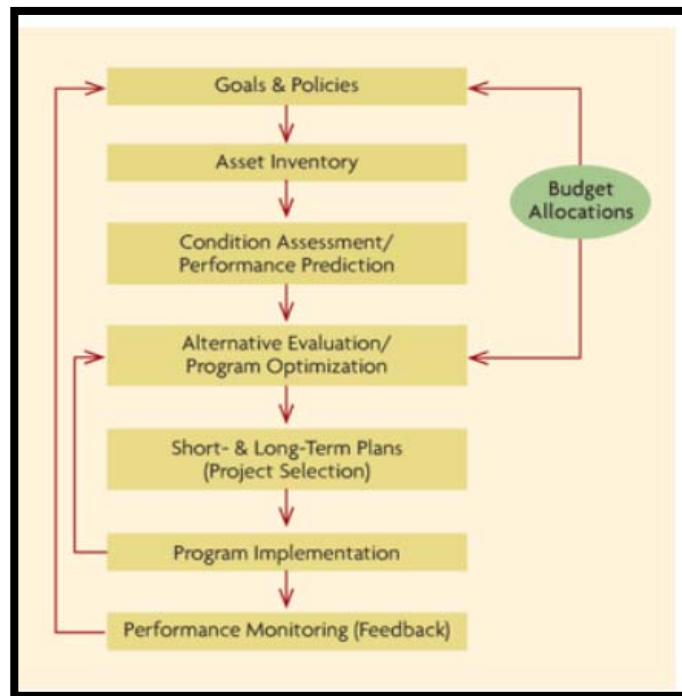 Goals & Policies
Asset Inventory
Budget
Allocations
Condition Assessment/
Performance Prediction
Alternative Evaluation/
Program Optimization
Short- & Long-Term Plans
(Project Selection)
Program Implementation
Performance Monitoring (Feedback)